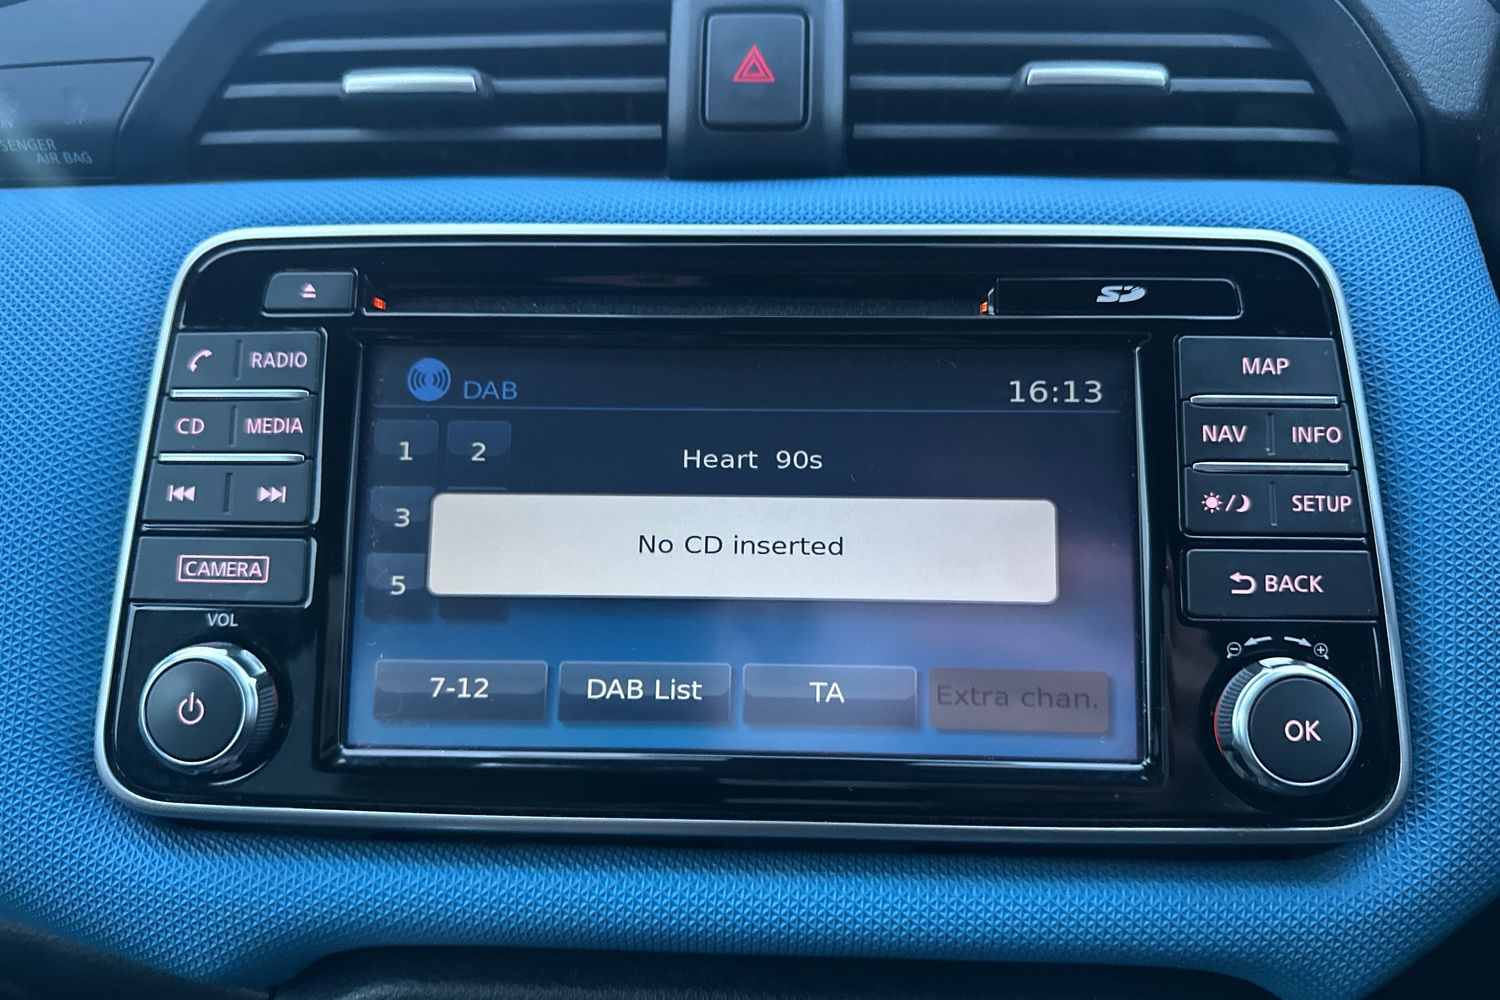 SENGER
AIR BAG
SD
RADIO
CD
MEDIA
CAMERA
VOL
DAB
16:13
1
2
Heart 90s
3
No CD inserted
5
7-12
DAB List
TA
Extra chan.
MAP
NAV
INFO
SETUP
BACK
OK